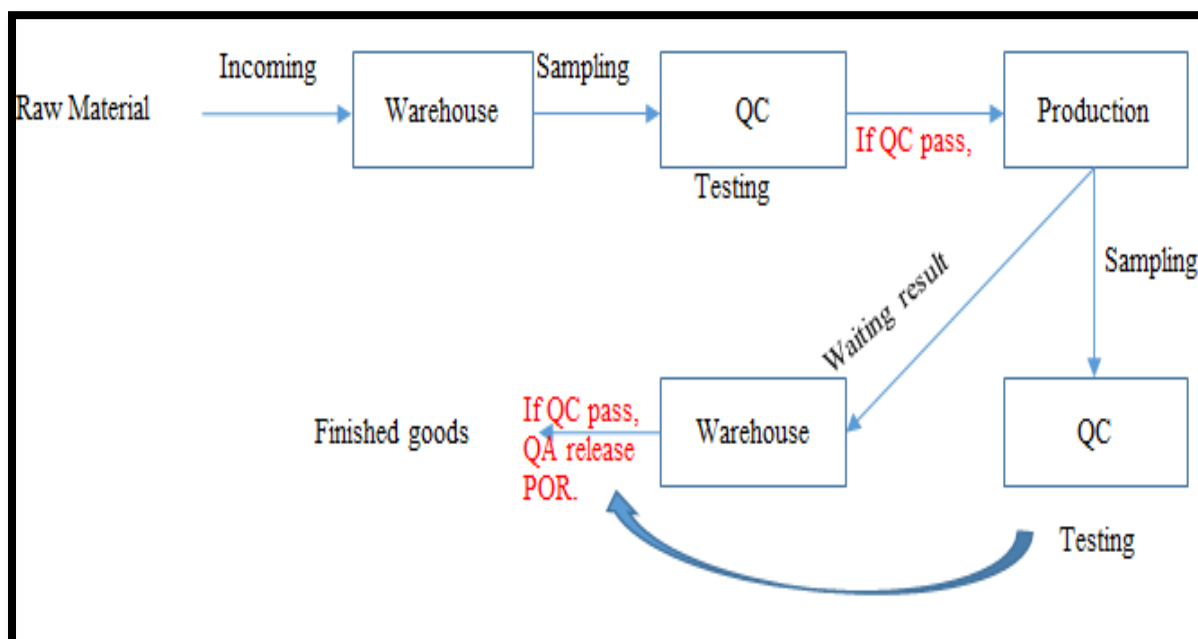 Incoming
Sampling
Raw Material
Warehouse
QC
Production
If QC pass,
Testing
Sampling
Waiting result
Finished goods
If QC pass,
QA release
POR.
Warehouse
QC
Testing